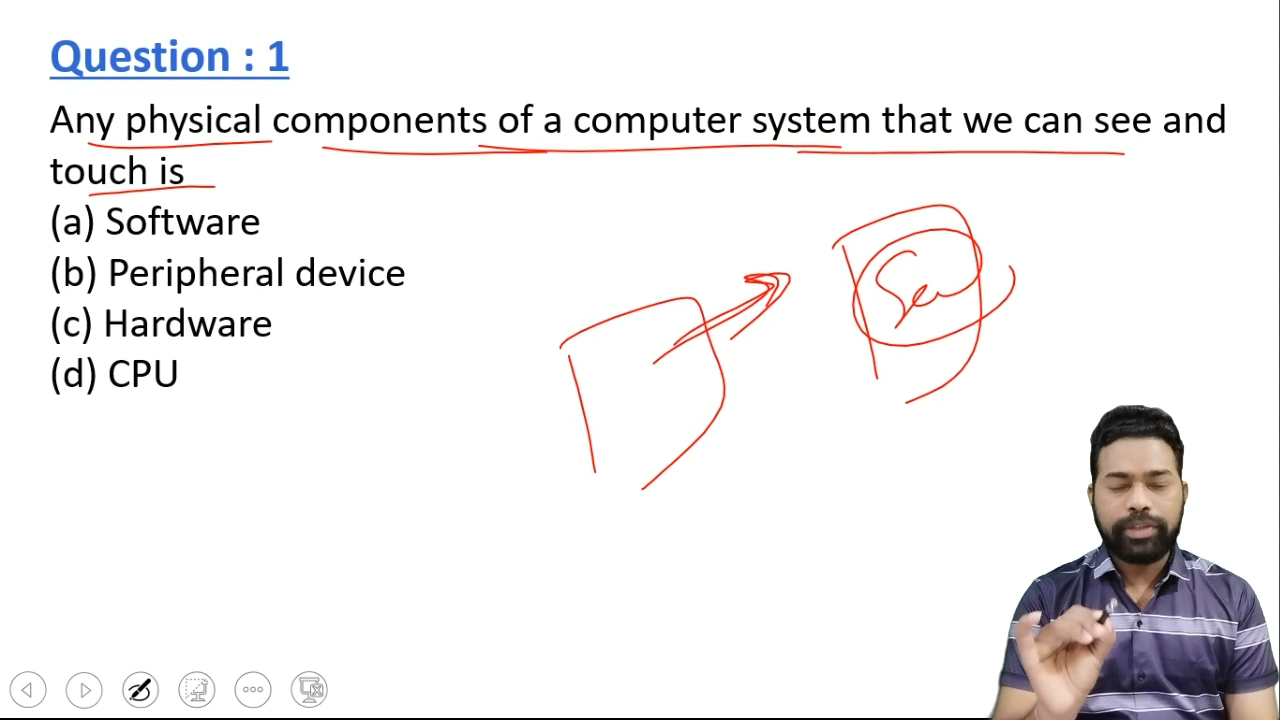 Question : 1
Any physical components of a computer system that we can see and
touch is
(a) Software
(b) Peripheral device
(c) Hardware
(d) CPU